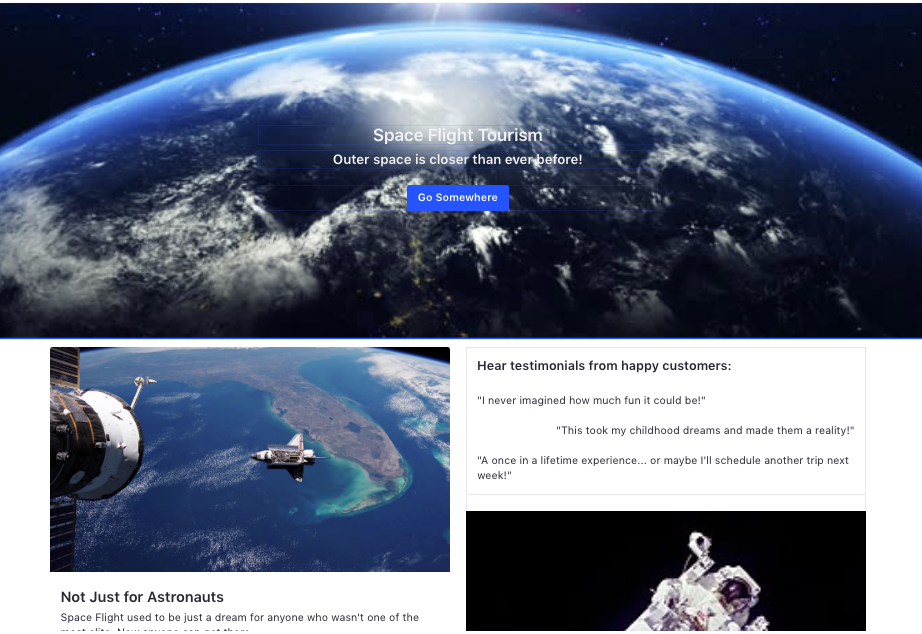 Space Flight Tourism
Outer space is closer than ever before!
Go Somewhere
Hear testimonials from happy customers:
"I never imagined how much fun it could be!"
"This took my childhood dreams and made them a reality!"
"A once in a lifetime experience... or maybe I'll schedule another trip next
week!"
Not Just for Astronauts
Space Flight used to be just a dream for anyone who wasn't one of the